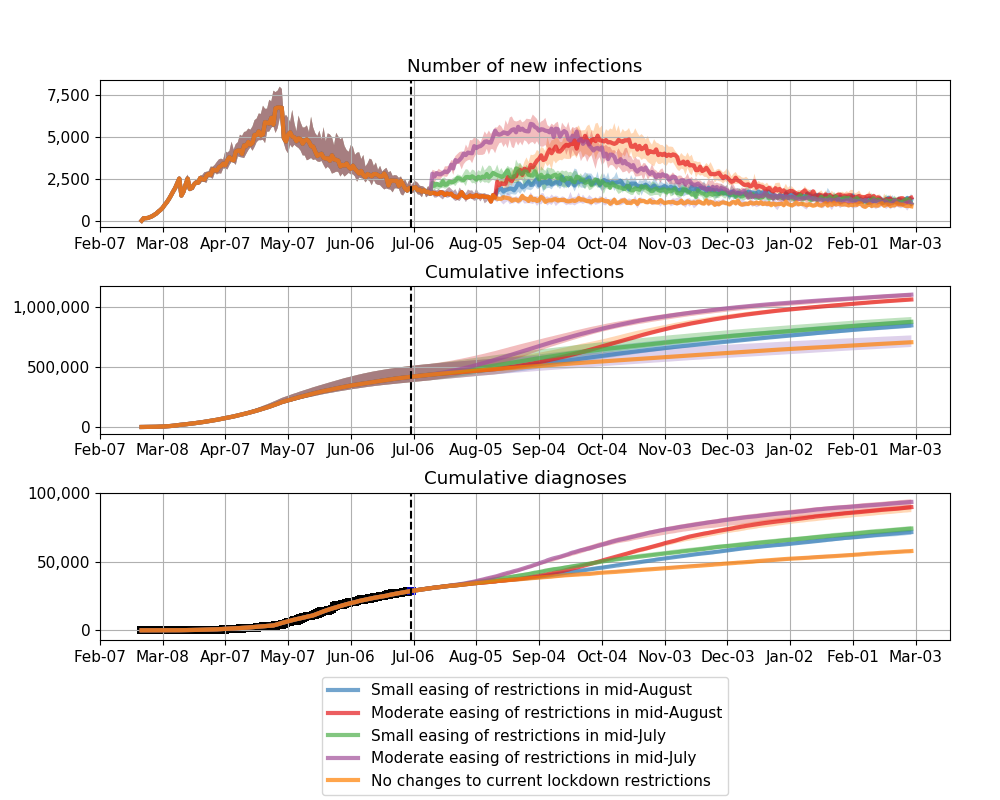 Number of new infections
7,500
5,000
2,500
0
Feb-07 Mar-08 Apr-07 May-07 Jun-06 Jul-06 Aug-05 Sep-04 Oct-04 Nov-03 Dec-03 Jan-02 Feb-01 Mar-03
Cumulative infections
1,000,000
500,000
0
Feb-07 Mar-08 Apr-07 May-07 Jun-06 Jul-06 Aug-05 Sep-04 Oct-04 Nov-03 Dec-03 Jan-02 Feb-01 Mar-03
Cumulative diagnoses
100,000
50,000
0
Feb-07 Mar-08 Apr-07 May-07 Jun-06 Jul-06 Aug-05 Sep-04 Oct-04 Nov-03 Dec-03 Jan-02 Feb-01 Mar-03
Small easing of restrictions in mid-August
Moderate easing of restrictions in mid-August
Small easing of restrictions in mid-July
Moderate easing of restrictions in mid-July
No changes to current lockdown restrictions